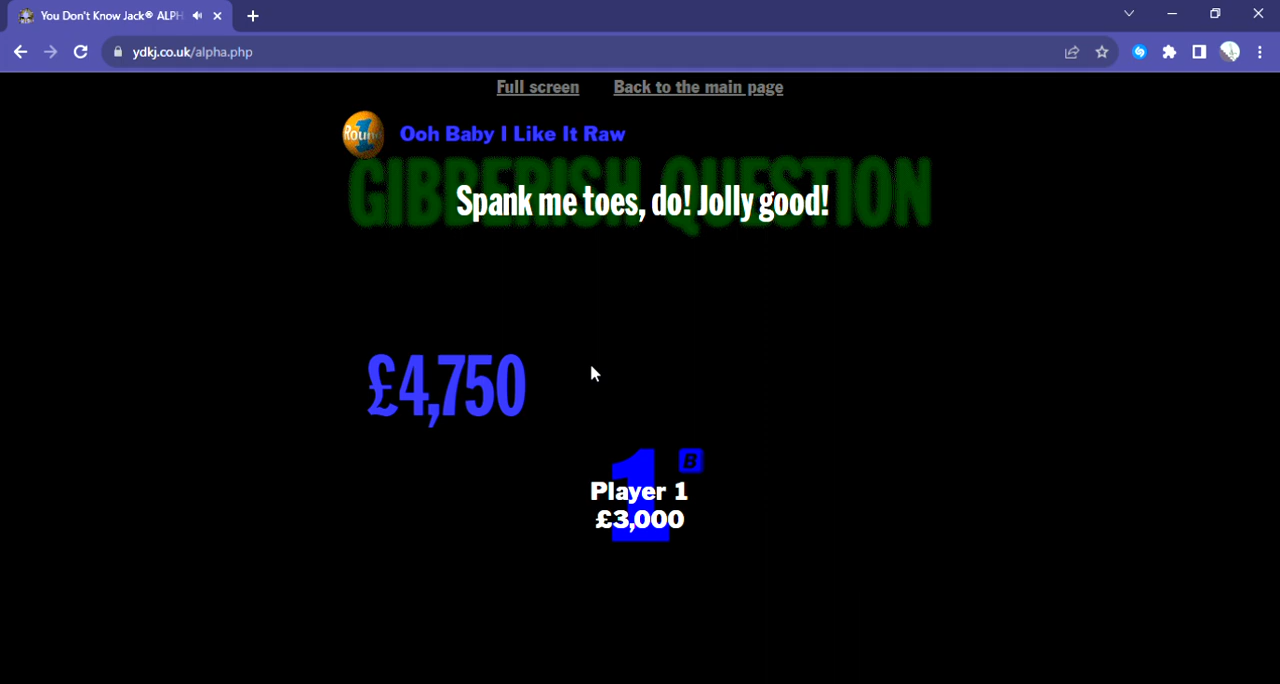 You Don't Know Jack® ALPH
ydkj.co.uk/alpha.php
Full screen Back to the main page
Round 1 Ooh Baby I Like It Raw
GIBBERISH QUESTION
Spank me toes, do! Jolly good!
£4,750
1 B
Player 1
£3,000